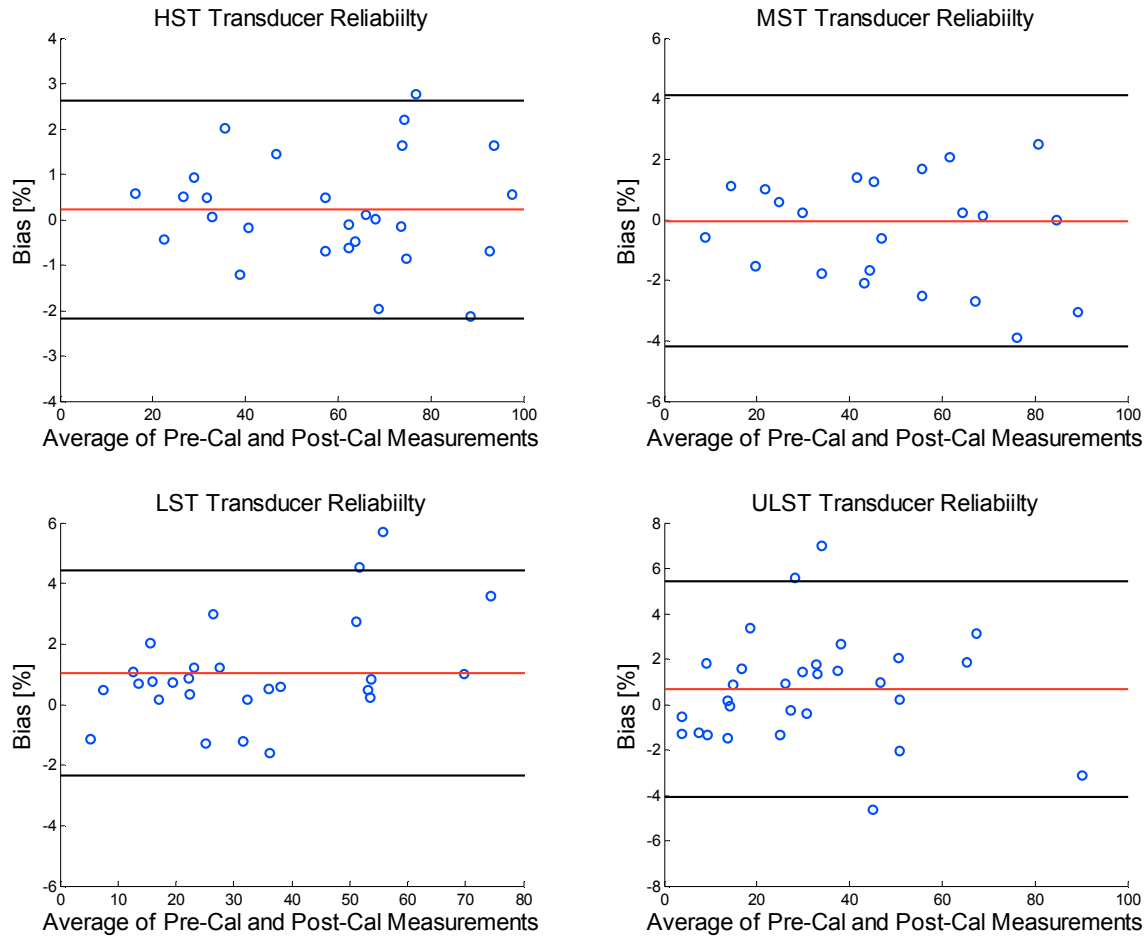 HST Transducer Reliabiilty
4
3
2
1
0
-1
-2
-3
-4
Bias [%]
0 20 40 60 80 100
Average of Pre-Cal and Post-Cal Measurements
MST Transducer Reliabiilty
6
4
2
0
-2
-4
-6
Bias [%]
0 20 40 60 80 100
Average of Pre-Cal and Post-Cal Measurements
LST Transducer Reliabiilty
6
4
2
0
-2
-4
-6
Bias [%]
0 10 20 30 40 50 60 70 80
Average of Pre-Cal and Post-Cal Measurements
ULST Transducer Reliabiilty
8
6
4
2
0
-2
-4
-6
-8
Bias [%]
0 20 40 60 80 100
Average of Pre-Cal and Post-Cal Measurements